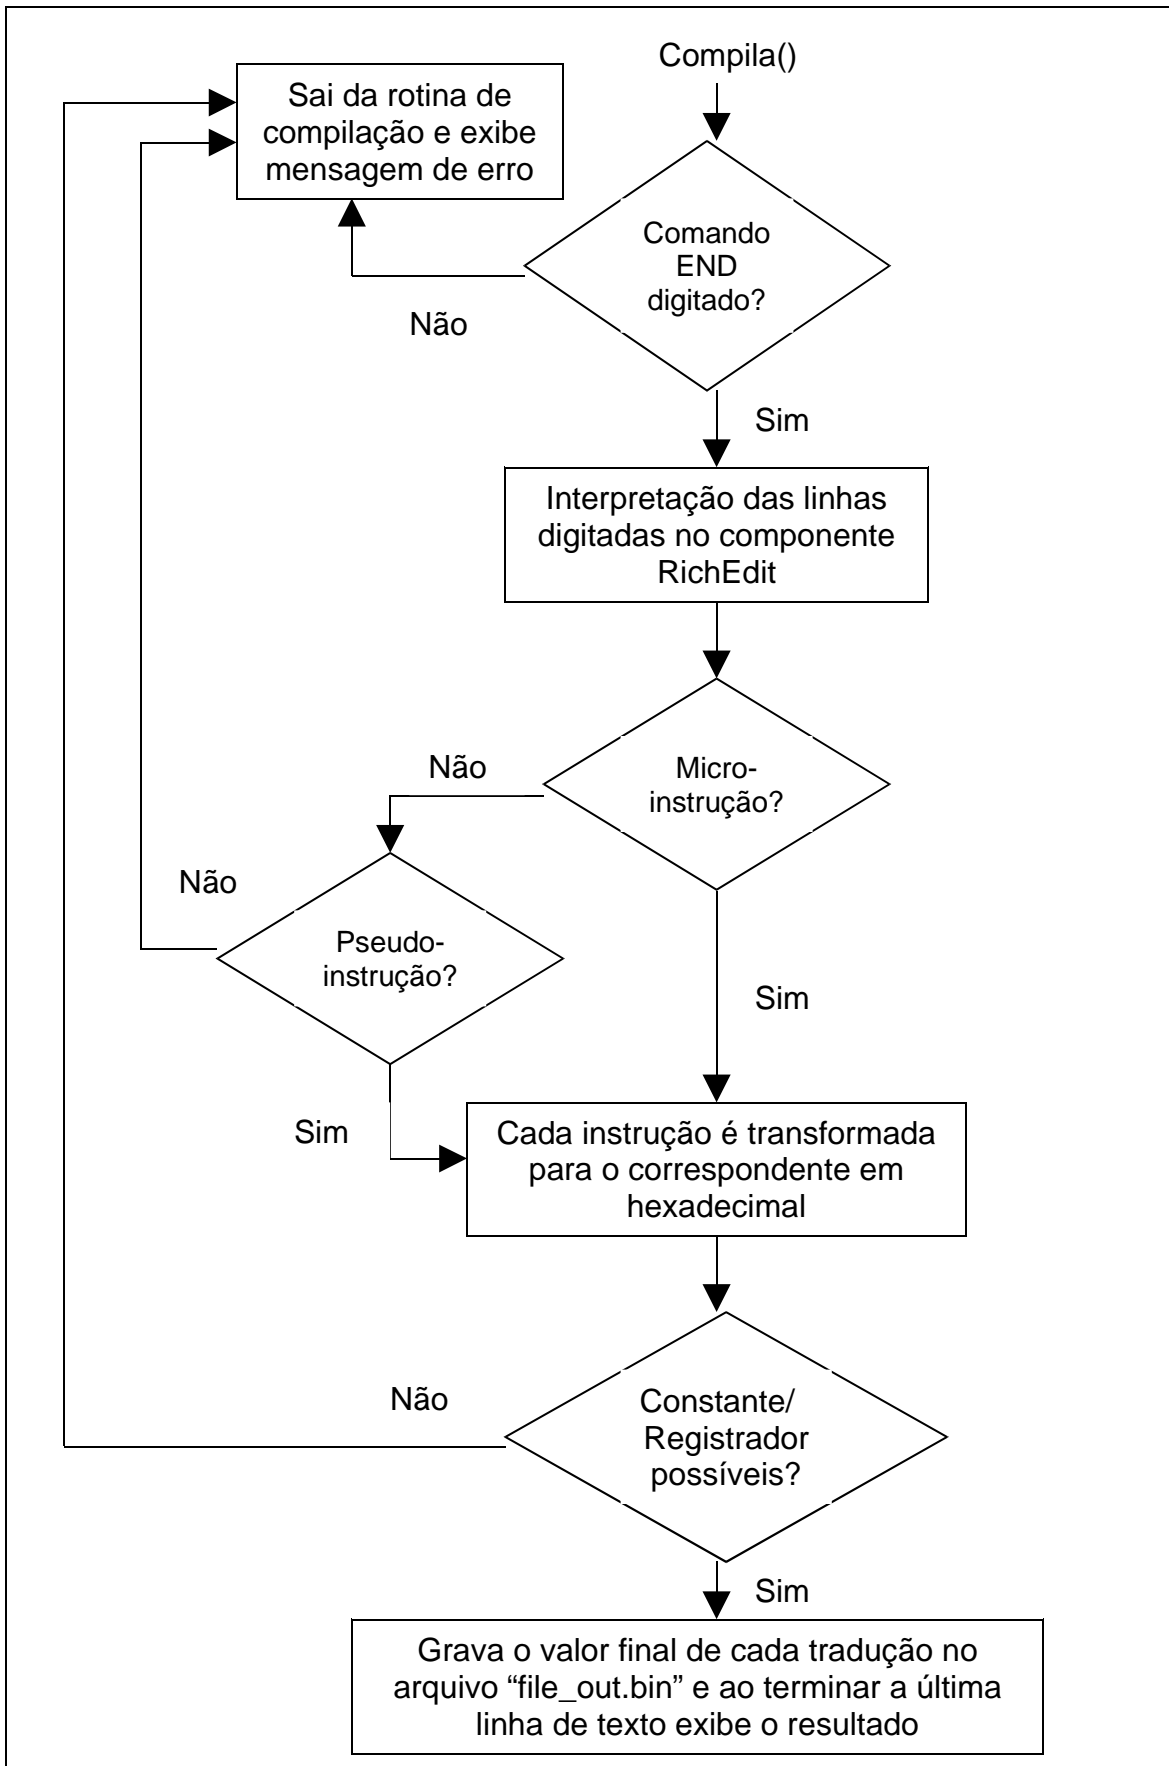 Compila()
Sai da rotina de
compilação e exibe
mensagem de erro
Comando
END
digitado?
Não
Sim
Interpretação das linhas
digitadas no componente
RichEdit
Não
Micro-
instrução?
Não
Pseudo-
instrução?
Sim
Sim
Cada instrução é transformada
para o correspondente em
hexadecimal
Não
Constante/
Registrador
possíveis?
Sim
Grava o valor final de cada tradução no
arquivo “file_out.bin” e ao terminar a última
linha de texto exibe o resultado